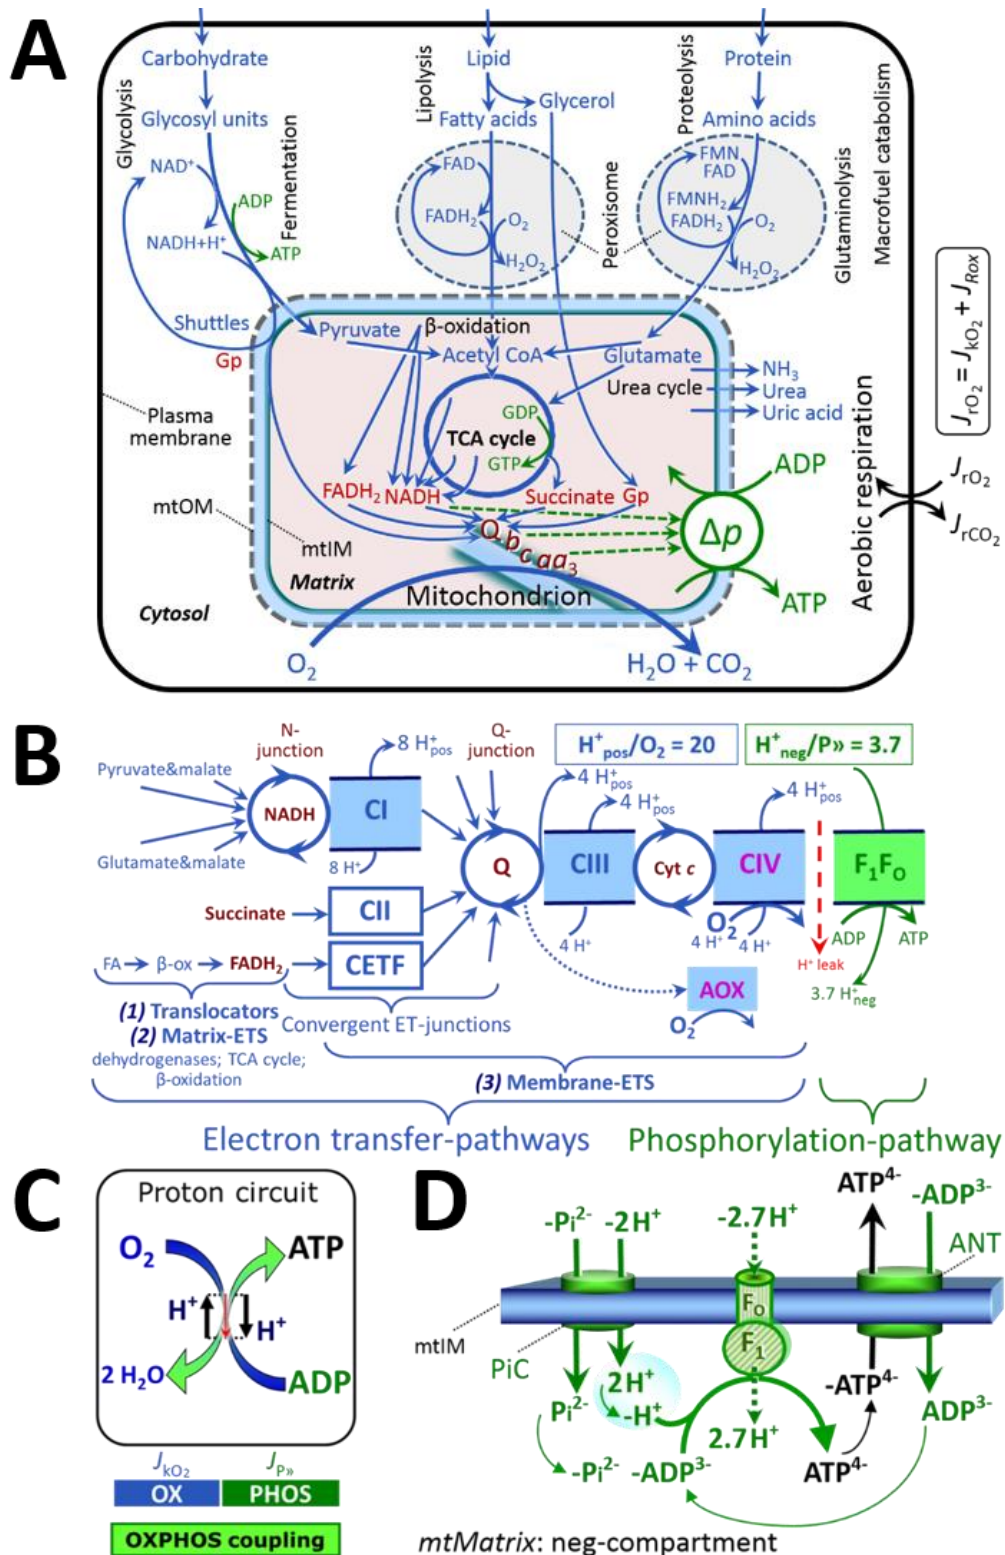 A
Carbohydrate
Lipid
Protein
Glycolysis
Lipolysis
Proteolysis
Glycerol
Glycosyl units
Fatty acids
Amino acids
Macrofuel catabolism
NAD⁺
NADH+H⁺
ADP
ATP
Fermentation
FAD
FADH₂
O₂
H₂O₂
Peroxisome
FMN
FAD
FMNH₂
FADH₂
O₂
H₂O₂
Glutaminolysis
Shuttles
Gp
Pyruvate
β-oxidation
Acetyl CoA
Glutamate
Urea cycle
NH₃
Urea
Uric acid
Plasma
membrane
GDP
TCA cycle
GTP
mtOM
mtIM
FADH₂
NADH
Succinate
Gp
Q
b
c
aa₃
ADP
Δp
ATP
Matrix
Mitochondrion
Cytosol
O₂
H₂O + CO₂
Aerobic respiration
JrO₂ = JkO₂ + JRox
JrO₂
JrCO₂
B
N-
junction
8 H⁺pos
Q-
junction
H⁺pos/O₂ = 20
H⁺neg/P» = 3.7
Pyruvate&malate
4 H⁺pos
4 H⁺pos
4 H⁺pos
NADH
CI
Q
CIII
Cyt c
CIV
F₁FO
Glutamate&malate
8 H⁺
Succinate
CII
4 H⁺
O₂
4 H⁺
4 H⁺
ADP
ATP
H⁺ leak
FA
β-ox
FADH₂
CETF
AOX
O₂
3.7 H⁺neg
(1) Translocators
(2) Matrix-ETS
dehydrogenases; TCA cycle;
β-oxidation
Convergent ET-junctions
(3) Membrane-ETS
Electron transfer-pathways
Phosphorylation-pathway
C
Proton circuit
O₂
ATP
H⁺
H⁺
2 H₂O
ADP
JkO₂
JP»
OX
PHOS
OXPHOS coupling
D
ATP⁴⁻
-ADP³⁻
-Pi²⁻
-2H⁺
-2.7H⁺
ANT
FO
F₁
mtIM
PiC
2H⁺
-H⁺
Pi²⁻
2.7H⁺
-ATP⁴⁻
ADP³⁻
-Pi²⁻
-ADP³⁻
ATP⁴⁻
mtMatrix: neg-compartment